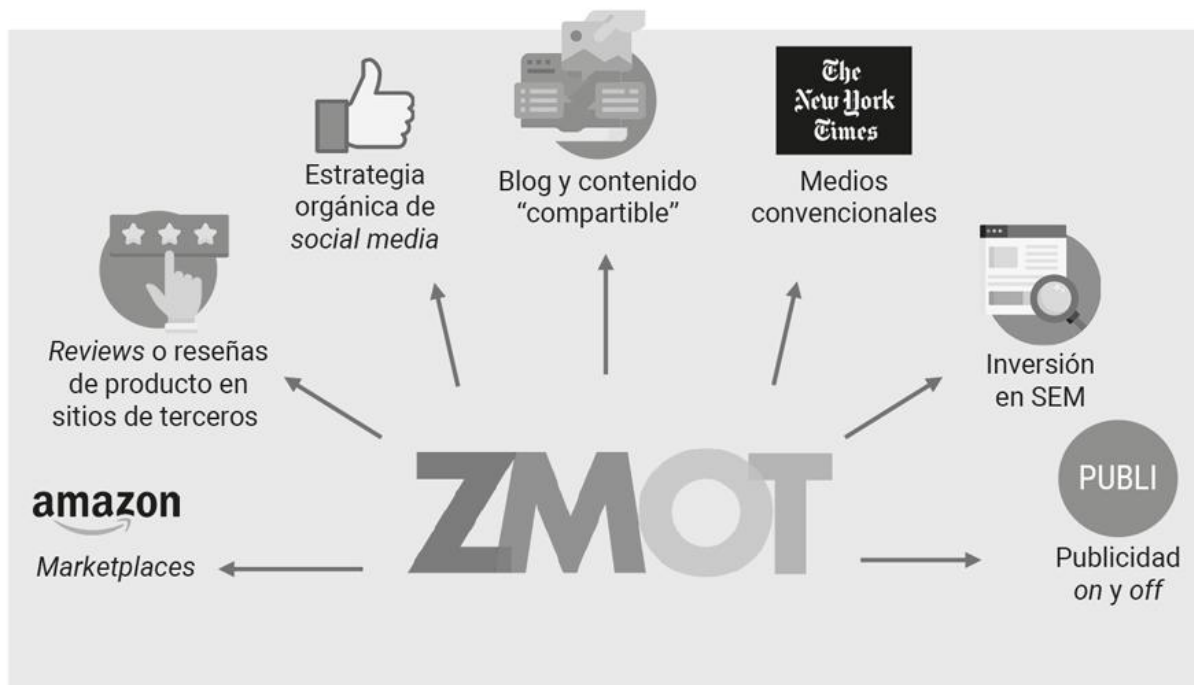 The
New York
Times
Estrategia
orgánica de
social media
Blog y contenido
“compartible”
Medios
convencionales
Reviews o reseñas
de producto en
sitios de terceros
Inversión
en SEM
amazon
Marketplaces
ZMOT
PUBLI
Publicidad
on y off